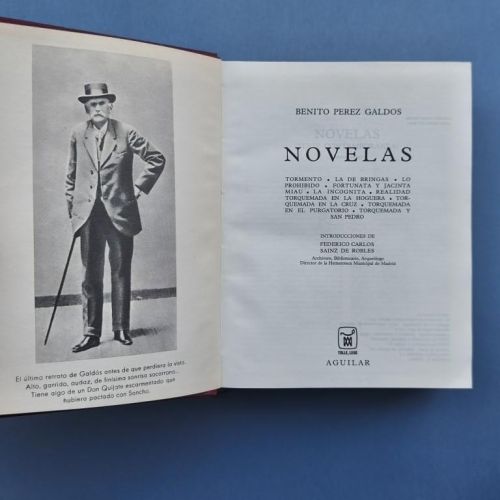 El último retrato de Galdós antes de que perdiera la vista.
Alto, garrido, audaz, de finísima sonrisa socarrona...
Tiene algo de un Don Quijote escarmentado que
hubiera pactado con Sancho.
BENITO PEREZ GALDOS
NOVELAS
TORMENTO • LA DE BRINGAS • LO
PROHIBIDO • FORTUNATA Y JACINTA
MIAU • LA INCOGNITA • REALIDAD
TORQUEMADA EN LA HOGUERA • TOR-
QUEMADA EN LA CRUZ • TORQUEMADA
EN EL PURGATORIO • TORQUEMADA Y
SAN PEDRO
INTRODUCCIONES DE
FEDERICO CARLOS
SAINZ DE ROBLES
Archivero, Bibliotecario, Arqueólogo
Director de la Hemeroteca Municipal de Madrid
TOLLE, LEGE
AGUILAR